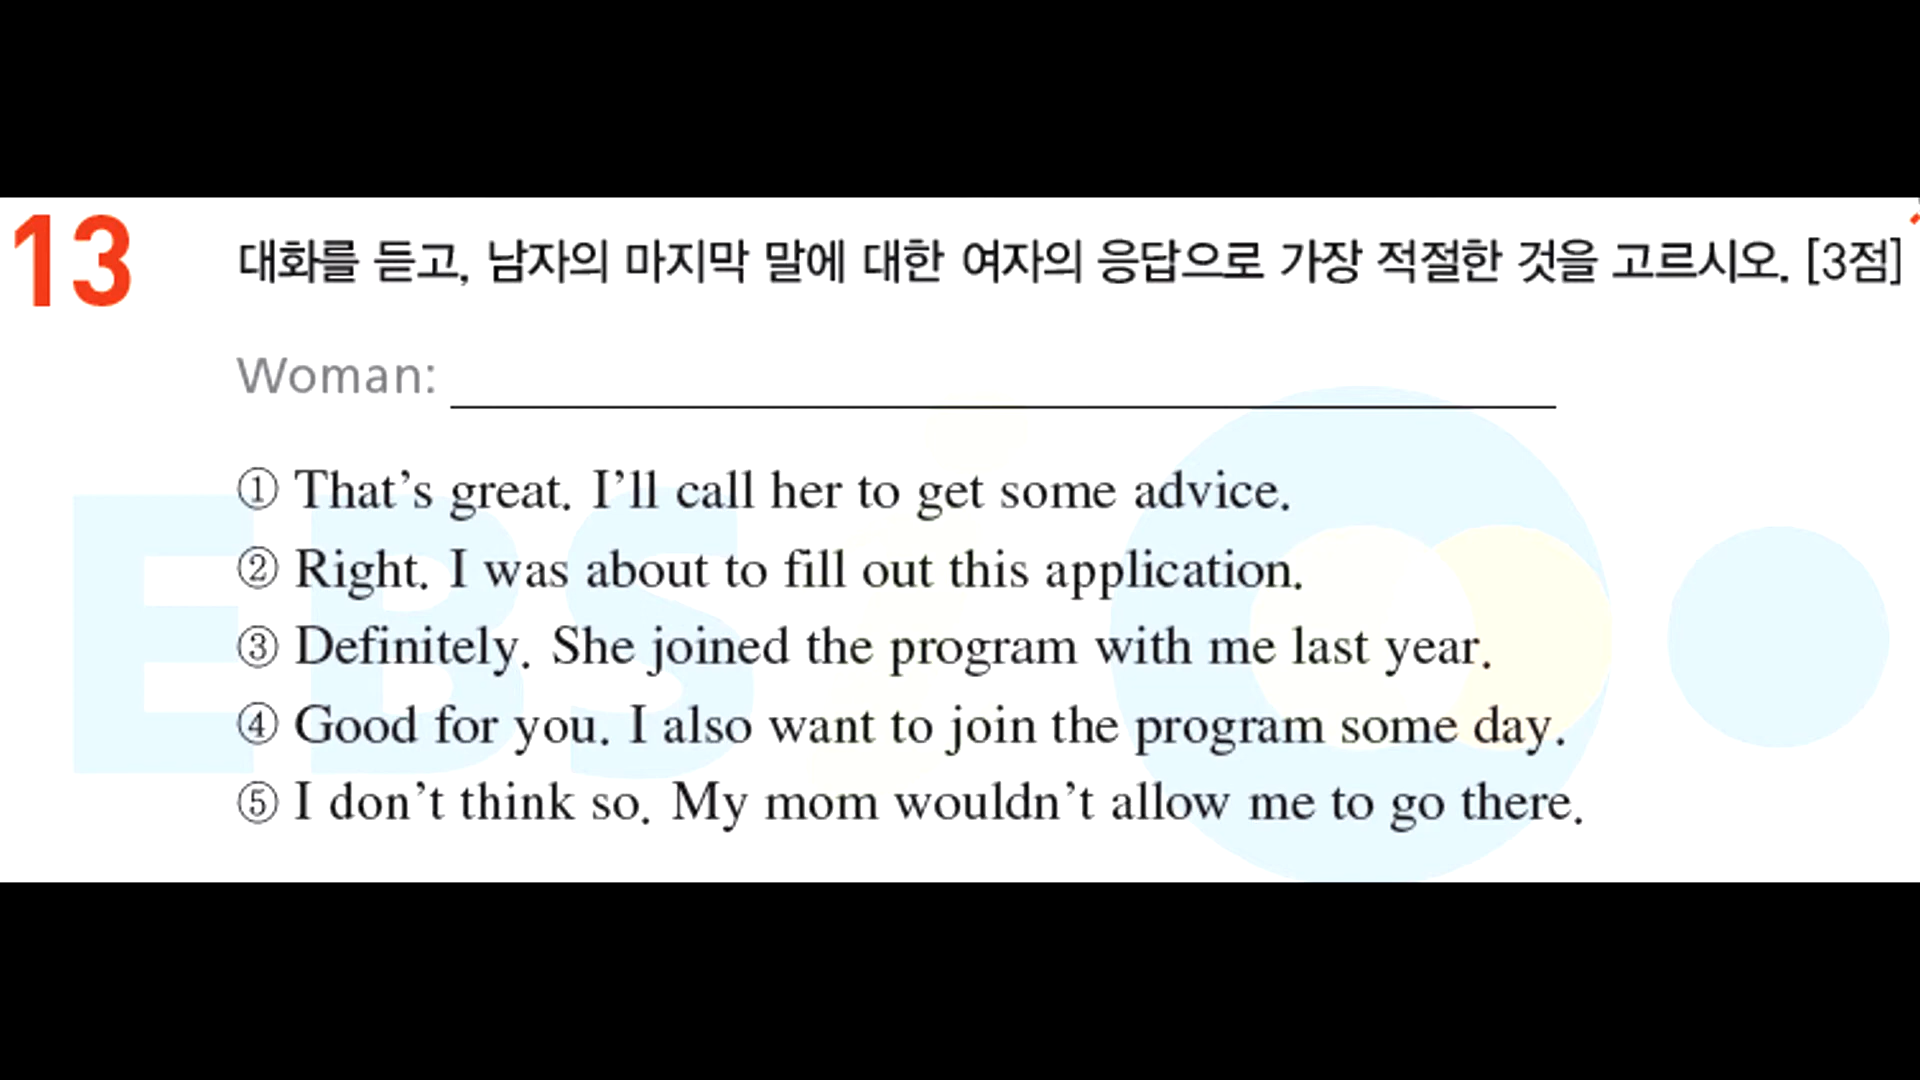 13 대화를 듣고, 남자의 마지막 말에 대한 여자의 응답으로 가장 적절한 것을 고르시오. [3점]
Woman:
① That's great. I'll call her to get some advice.
② Right. I was about to fill out this application.
③ Definitely. She joined the program with me last year.
④ Good for you. I also want to join the program some day.
⑤ I don't think so. My mom wouldn't allow me to go there.
EBSi